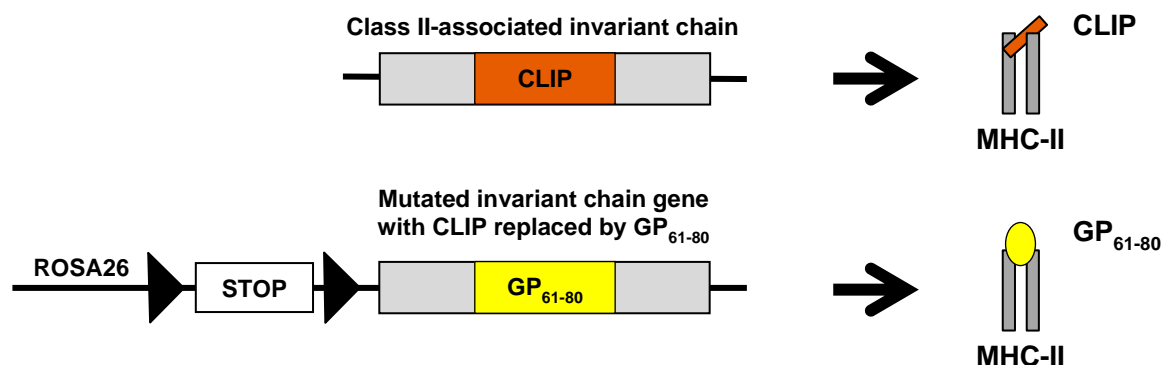 Class II-associated invariant chain
CLIP
CLIP
MHC-II
Mutated invariant chain gene
with CLIP replaced by GP61-80
ROSA26
STOP
GP61-80
GP61-80
MHC-II